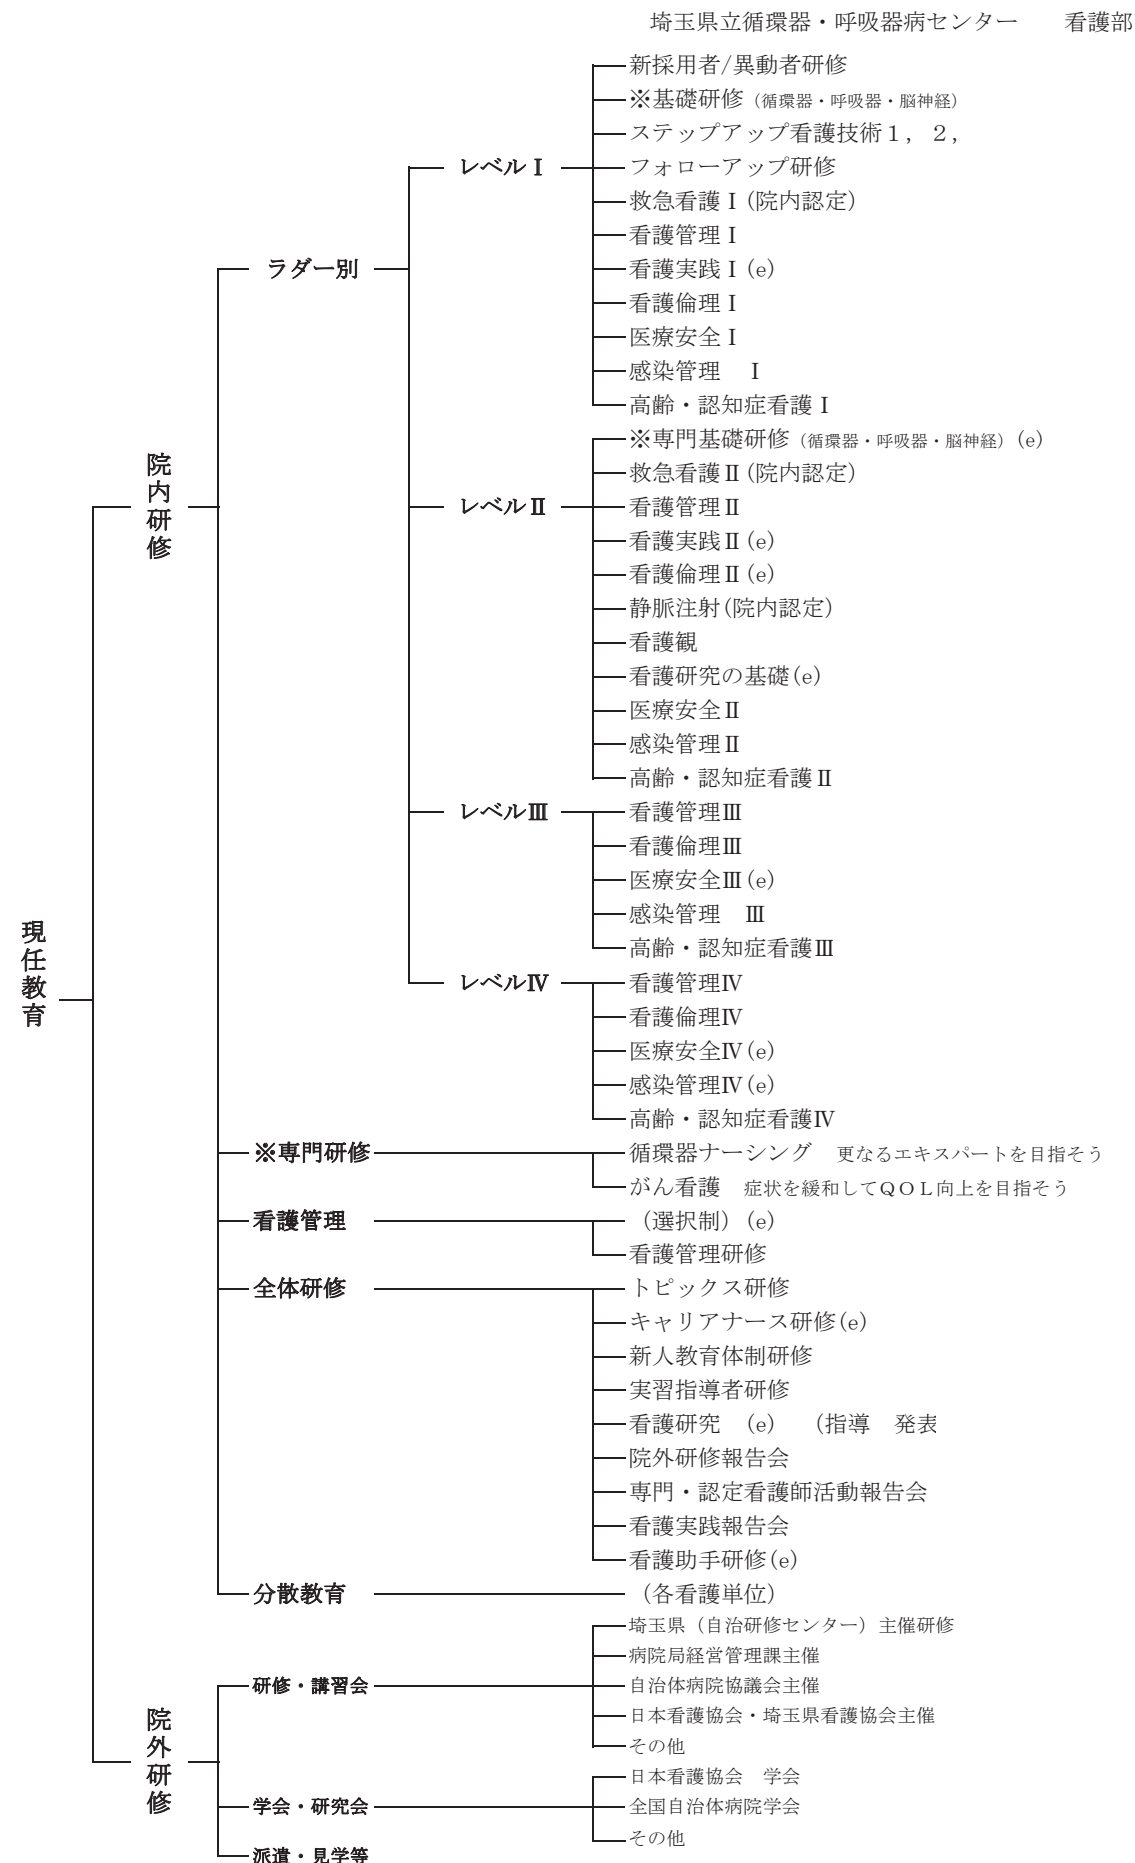 埼玉県立循環器・呼吸器病センター　　看護部
現任教育
院内研修
ラダー別
レベルⅠ
新採用者/異動者研修
※基礎研修（循環器・呼吸器・脳神経）
ステップアップ看護技術１，２，
フォローアップ研修
救急看護Ⅰ(院内認定)
看護管理Ⅰ
看護実践Ⅰ(e)
看護倫理Ⅰ
医療安全Ⅰ
感染管理　Ⅰ
高齢・認知症看護Ⅰ
レベルⅡ
※専門基礎研修（循環器・呼吸器・脳神経）(e)
救急看護Ⅱ(院内認定)
看護管理Ⅱ
看護実践Ⅱ(e)
看護倫理Ⅱ(e)
静脈注射(院内認定)
看護観
看護研究の基礎(e)
医療安全Ⅱ
感染管理Ⅱ
高齢・認知症看護Ⅱ
レベルⅢ
看護管理Ⅲ
看護倫理Ⅲ
医療安全Ⅲ(e)
感染管理　Ⅲ
高齢・認知症看護Ⅲ
レベルⅣ
看護管理Ⅳ
看護倫理Ⅳ
医療安全Ⅳ(e)
感染管理Ⅳ(e)
高齢・認知症看護Ⅳ
※専門研修
循環器ナーシング　更なるエキスパートを目指そう
がん看護　症状を緩和してＱＯＬ向上を目指そう
看護管理
（選択制）(e)
看護管理研修
全体研修
トピックス研修
キャリアナース研修(e)
新人教育体制研修
実習指導者研修
看護研究　(e)　（指導　発表
院外研修報告会
専門・認定看護師活動報告会
看護実践報告会
看護助手研修(e)
分散教育
（各看護単位）
院外研修
研修・講習会
埼玉県（自治研修センター）主催研修
病院局経営管理課主催
自治体病院協議会主催
日本看護協会・埼玉県看護協会主催
その他
学会・研究会
日本看護協会　学会
全国自治体病院学会
その他
派遣・見学等